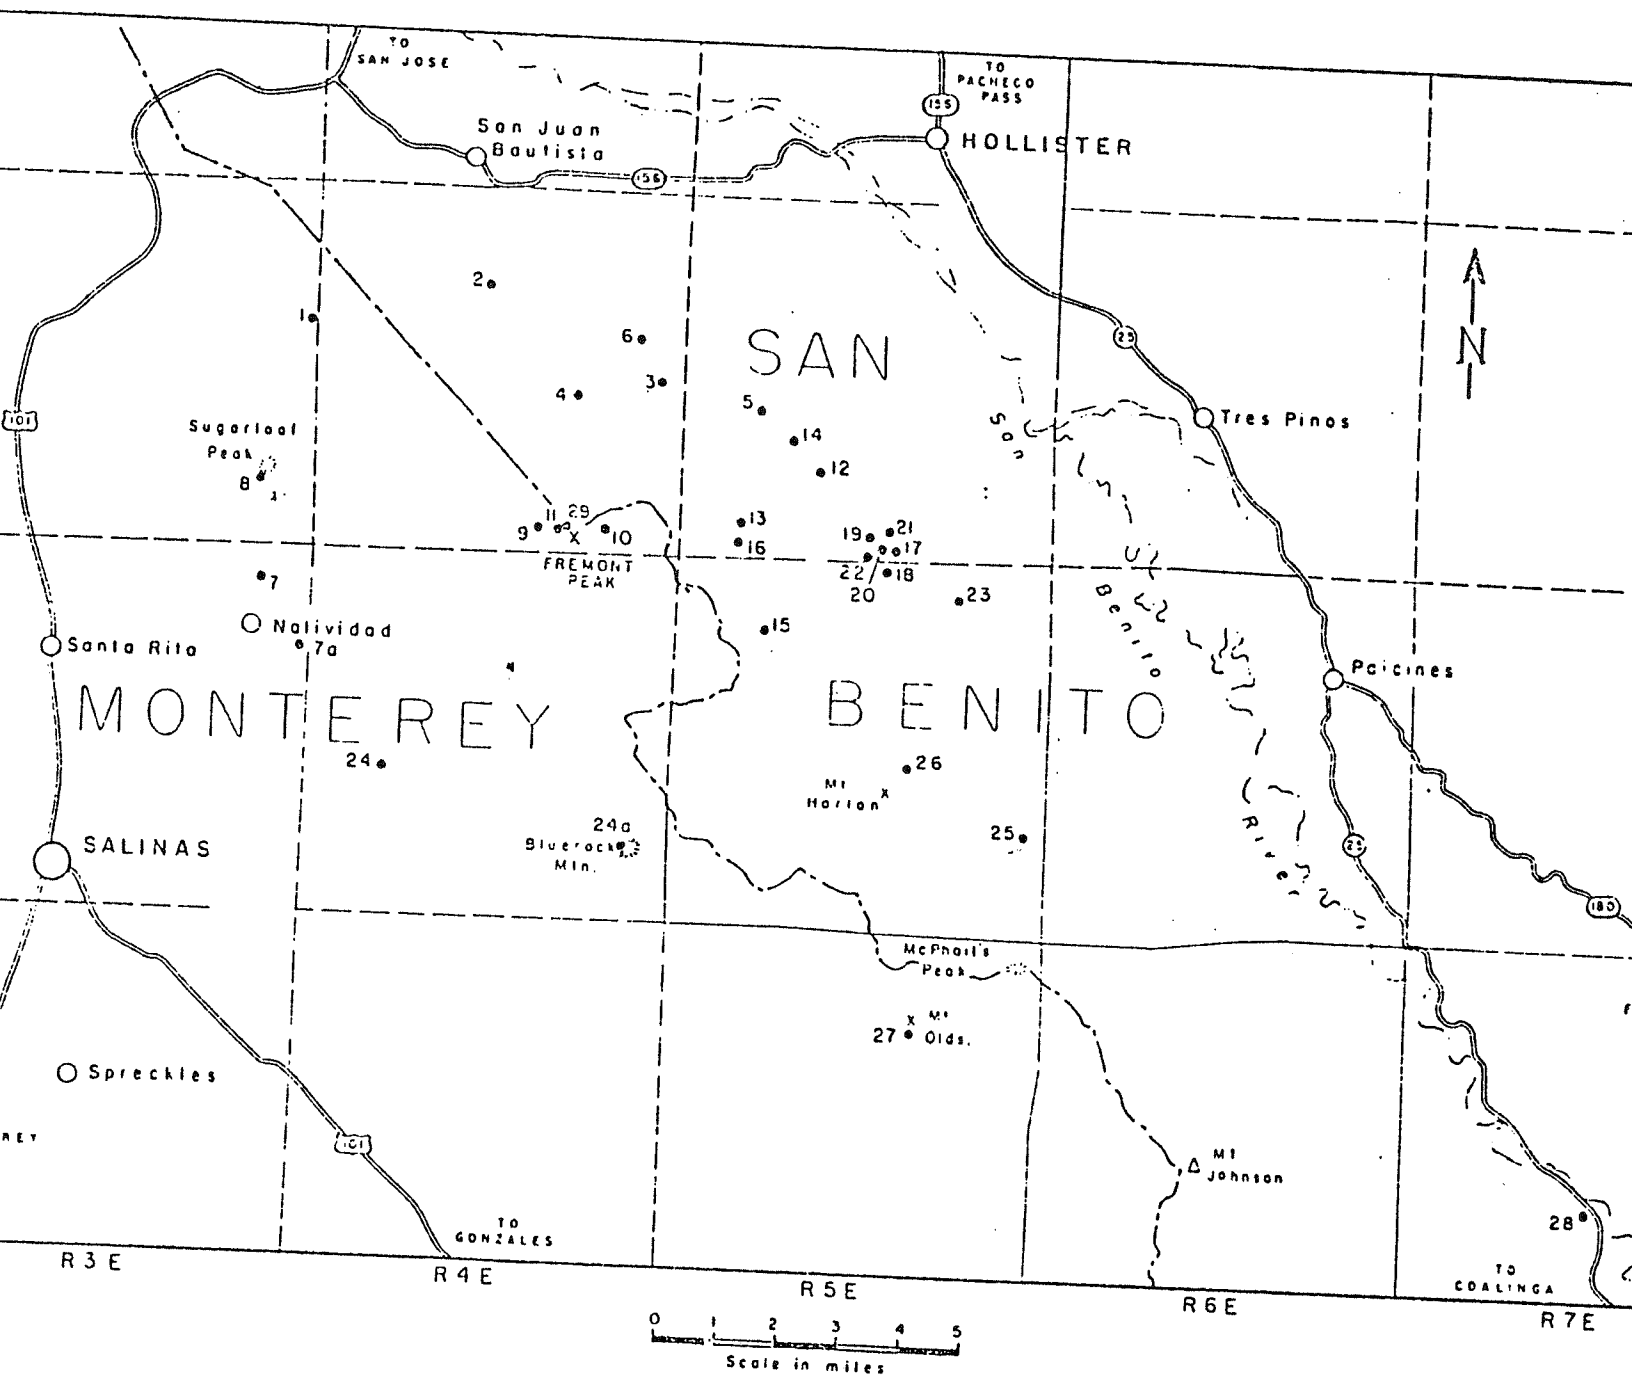 TO
SAN JOSE
TO
PACHECO
PASS
156
San Juan
Bautista
HOLLISTER
156
2
1
6
SAN
25
N
3
4
5
Tres Pinos
101
14
Sugarloaf
Peak
San
12
8
11 29
13
9
X
10
19
21
16
17
FREMONT
PEAK
22
18
7
20
23
Benito
15
Natividad
7a
Santa Rita
Paicines
MONTEREY
BENITO
24
26
Mt
Harlan
x
24a
Bluerock
Mtn.
25
River
25
SALINAS
180
McPhail's
Peak
x
Mt
Olds.
27
Spreckles
REY
101
Mt
Johnson
28
TO
GONZALES
TO
COALINGA
R3E
R4E
R5E
R6E
R7E
0 1 2 3 4 5
Scale in miles